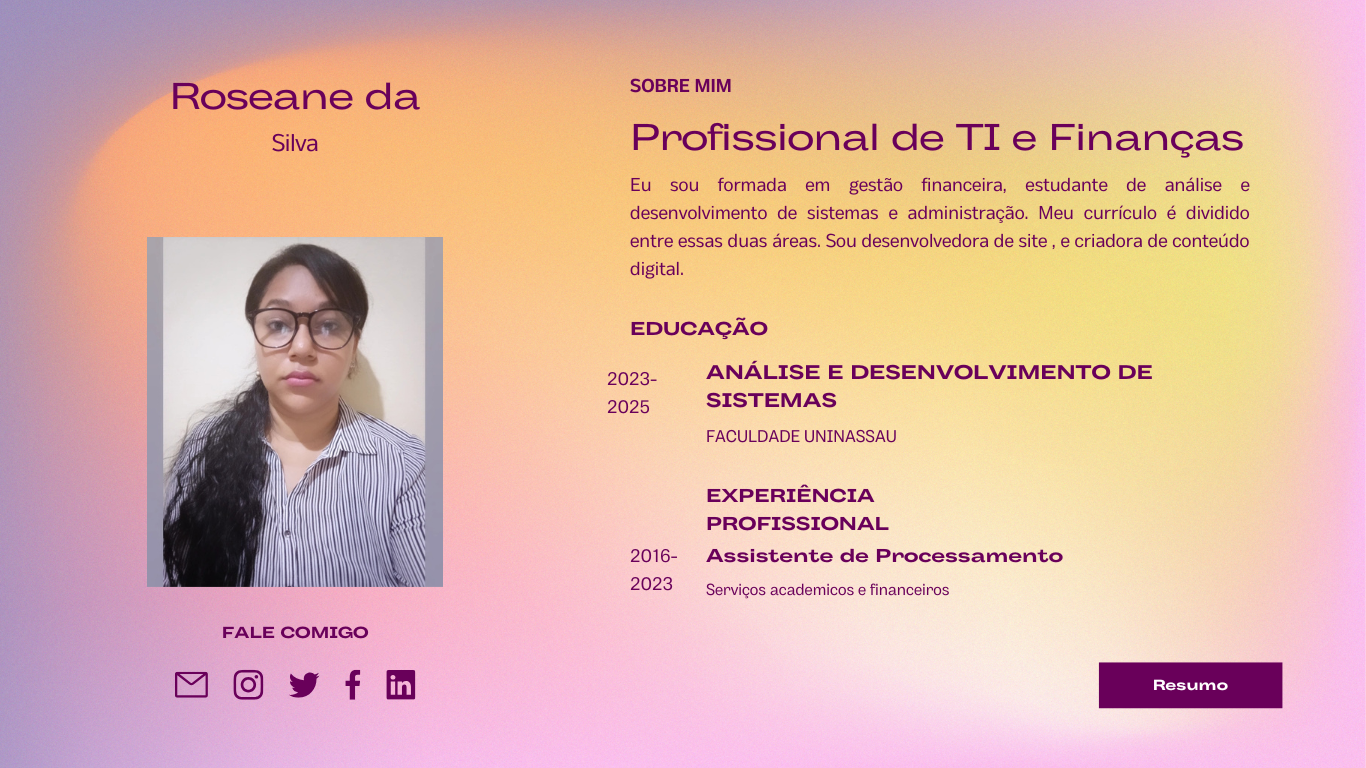 Roseane da
Silva
FALE COMIGO
SOBRE MIM
Profissional de TI e Finanças
Eu sou formada em gestão financeira, estudante de análise e
desenvolvimento de sistemas e administração. Meu currículo é dividido
entre essas duas áreas. Sou desenvolvedora de site , e criadora de conteúdo
digital.
EDUCAÇÃO
2023-
2025
ANÁLISE E DESENVOLVIMENTO DE
SISTEMAS
FACULDADE UNINASSAU
EXPERIÊNCIA
PROFISSIONAL
2016-
2023
Assistente de Processamento
Serviços academicos e financeiros
Resumo